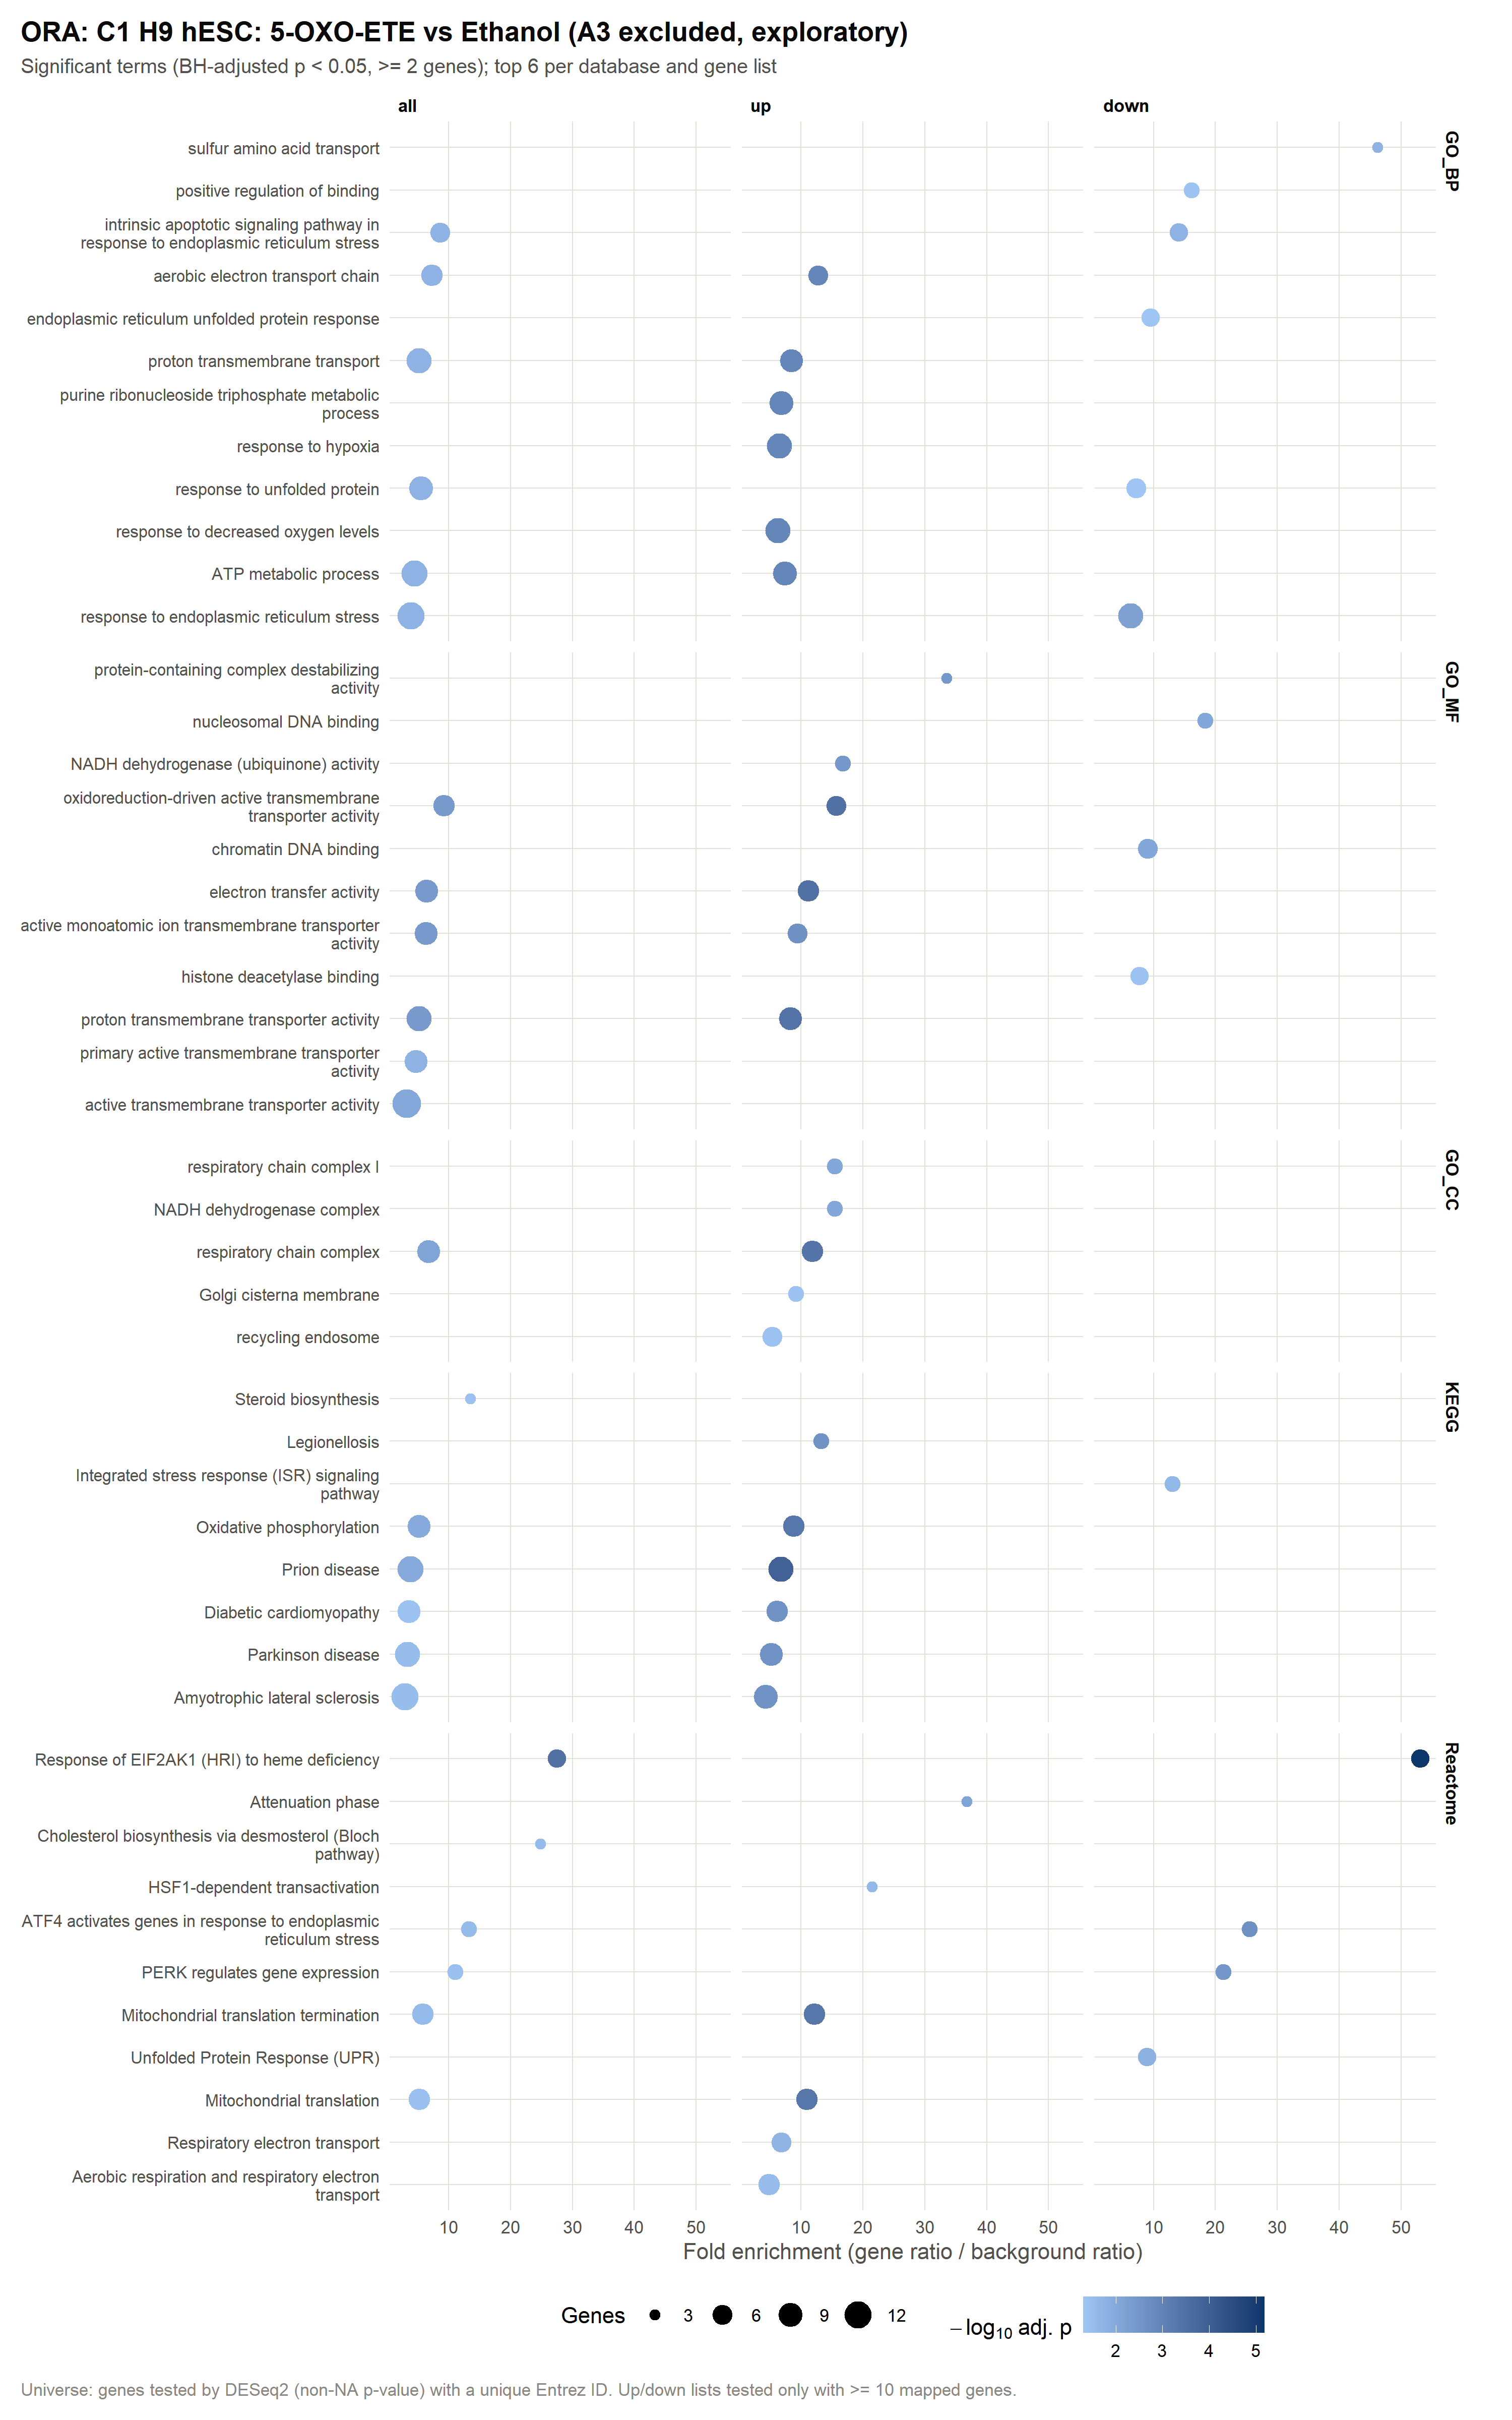 ORA: C1 H9 hESC: 5-OXO-ETE vs Ethanol (A3 excluded, exploratory)
Significant terms (BH-adjusted p < 0.05, >= 2 genes); top 6 per database and gene list
all
up
down
sulfur amino acid transport
positive regulation of binding
intrinsic apoptotic signaling pathway in
response to endoplasmic reticulum stress
aerobic electron transport chain
endoplasmic reticulum unfolded protein response
proton transmembrane transport
purine ribonucleoside triphosphate metabolic
process
response to hypoxia
response to unfolded protein
response to decreased oxygen levels
ATP metabolic process
response to endoplasmic reticulum stress
GO_BP
protein-containing complex destabilizing
activity
nucleosomal DNA binding
NADH dehydrogenase (ubiquinone) activity
oxidoreduction-driven active transmembrane
transporter activity
chromatin DNA binding
electron transfer activity
active monoatomic ion transmembrane transporter
activity
histone deacetylase binding
proton transmembrane transporter activity
primary active transmembrane transporter
activity
active transmembrane transporter activity
GO_MF
respiratory chain complex I
NADH dehydrogenase complex
respiratory chain complex
Golgi cisterna membrane
recycling endosome
GO_CC
Steroid biosynthesis
Legionellosis
Integrated stress response (ISR) signaling
pathway
Oxidative phosphorylation
Prion disease
Diabetic cardiomyopathy
Parkinson disease
Amyotrophic lateral sclerosis
KEGG
Response of EIF2AK1 (HRI) to heme deficiency
Attenuation phase
Cholesterol biosynthesis via desmosterol (Bloch
pathway)
HSF1-dependent transactivation
ATF4 activates genes in response to endoplasmic
reticulum stress
PERK regulates gene expression
Mitochondrial translation termination
Unfolded Protein Response (UPR)
Mitochondrial translation
Respiratory electron transport
Aerobic respiration and respiratory electron
transport
Reactome
10 20 30 40 50
10 20 30 40 50
10 20 30 40 50
Fold enrichment (gene ratio / background ratio)
Genes 3 6 9 12
−log10 adj. p
2 3 4 5
Universe: genes tested by DESeq2 (non-NA p-value) with a unique Entrez ID. Up/down lists tested only with >= 10 mapped genes.